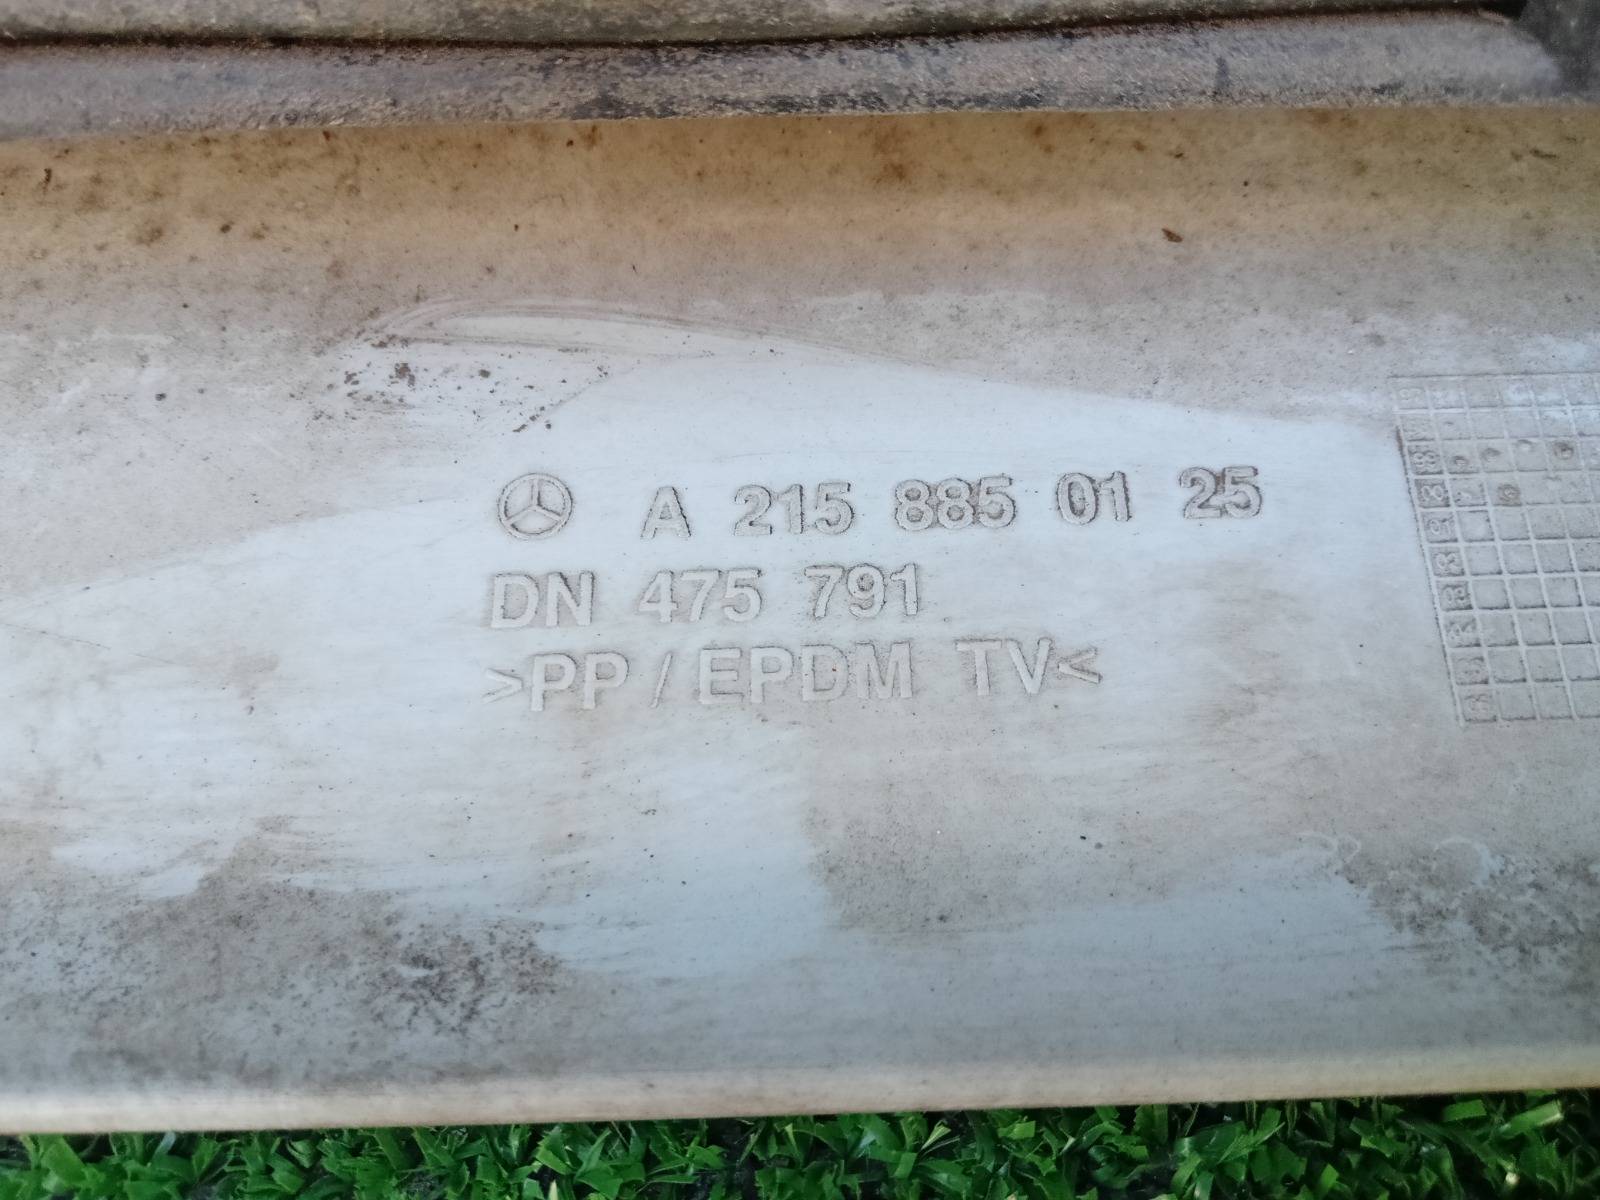 A 215 885 01 25
DN 475 791
>PP / EPDM TV<